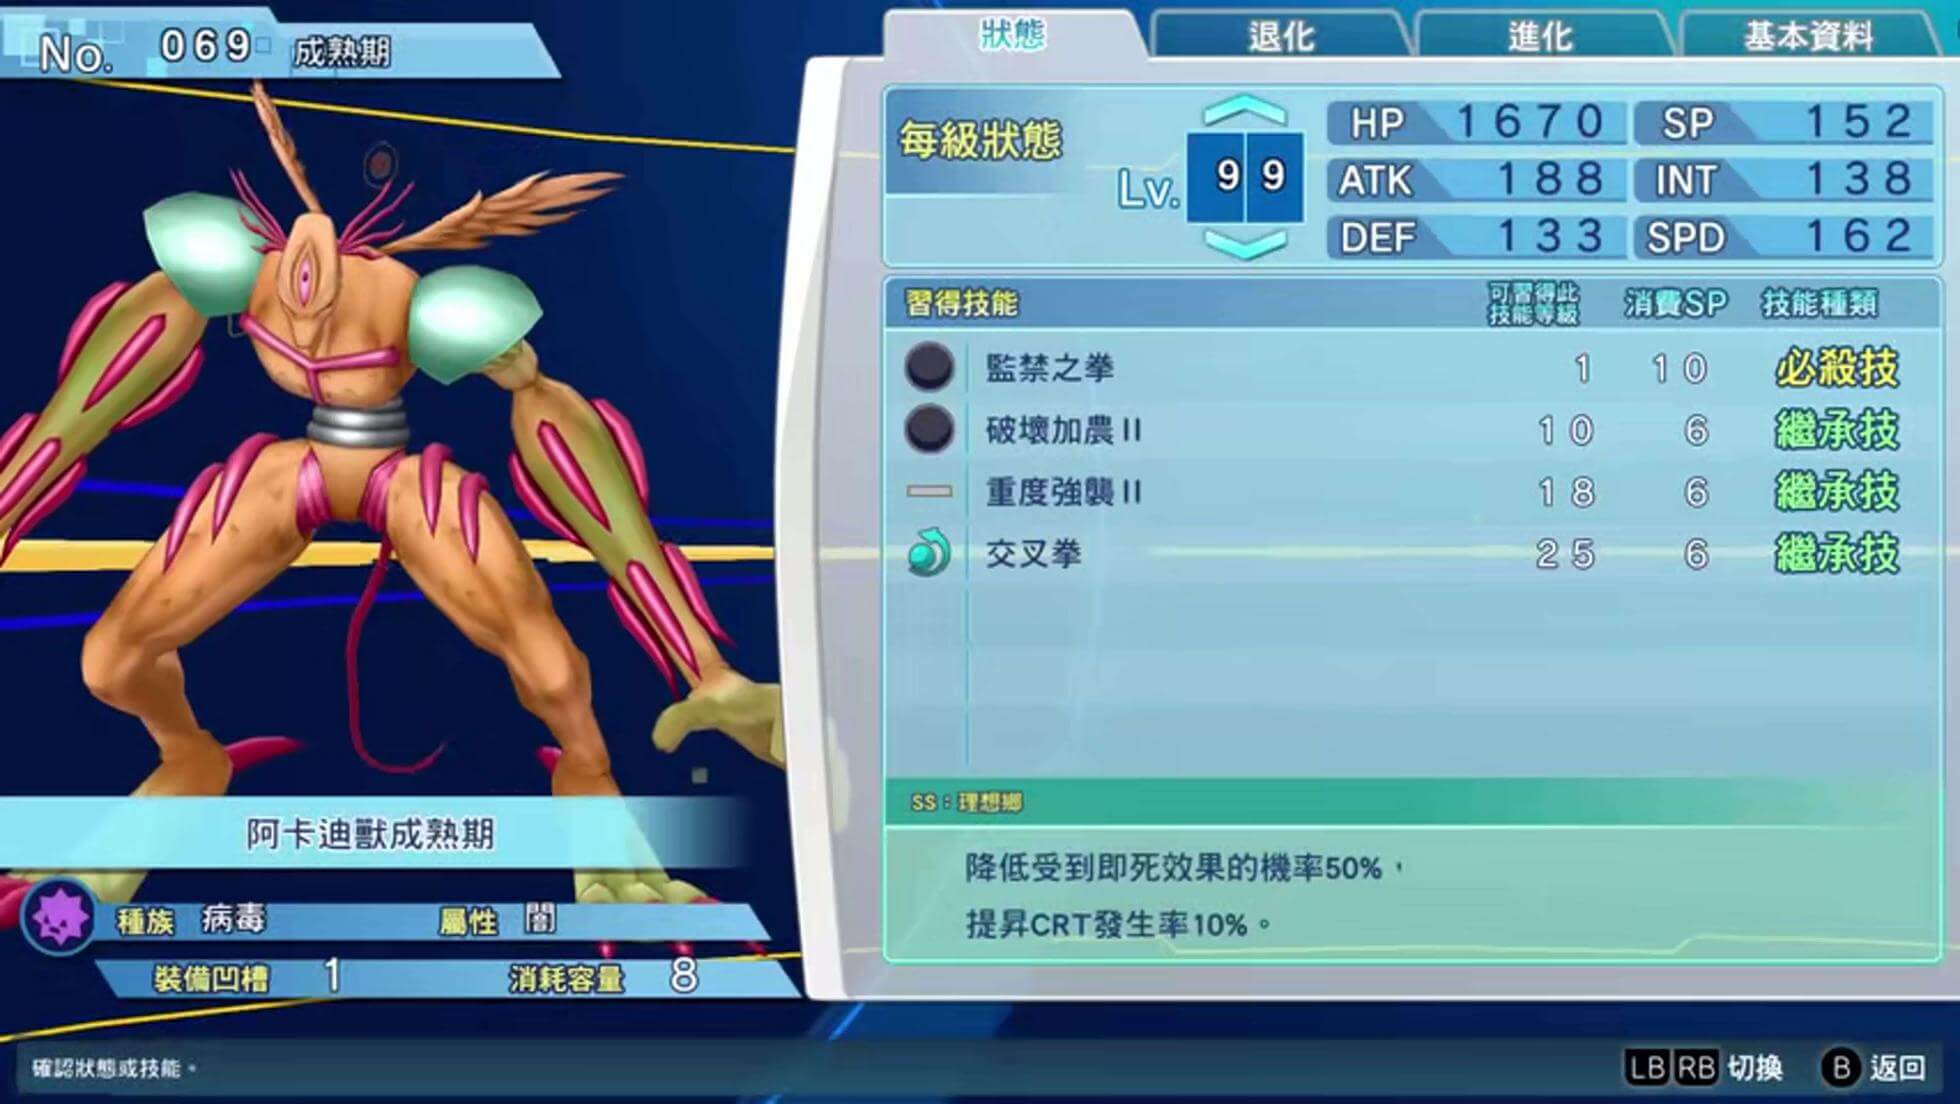 No. 069 成熟期
狀態 退化 進化 基本資料
每級狀態
Lv. 99
HP 1670 SP 152
ATK 188 INT 138
DEF 133 SPD 162
習得技能 可習得此技能等級 消費SP 技能種類
監禁之拳 1 10 必殺技
破壞加農II 10 6 繼承技
重度強襲II 18 6 繼承技
交叉拳 25 6 繼承技
SS：理想鄉
降低受到即死效果的機率50%，
提昇CRT發生率10%。
阿卡迪獸成熟期
種族 病毒 屬性 闇
裝備凹槽 1 消耗容量 8
確認狀態或技能。
LB RB 切換 B 返回